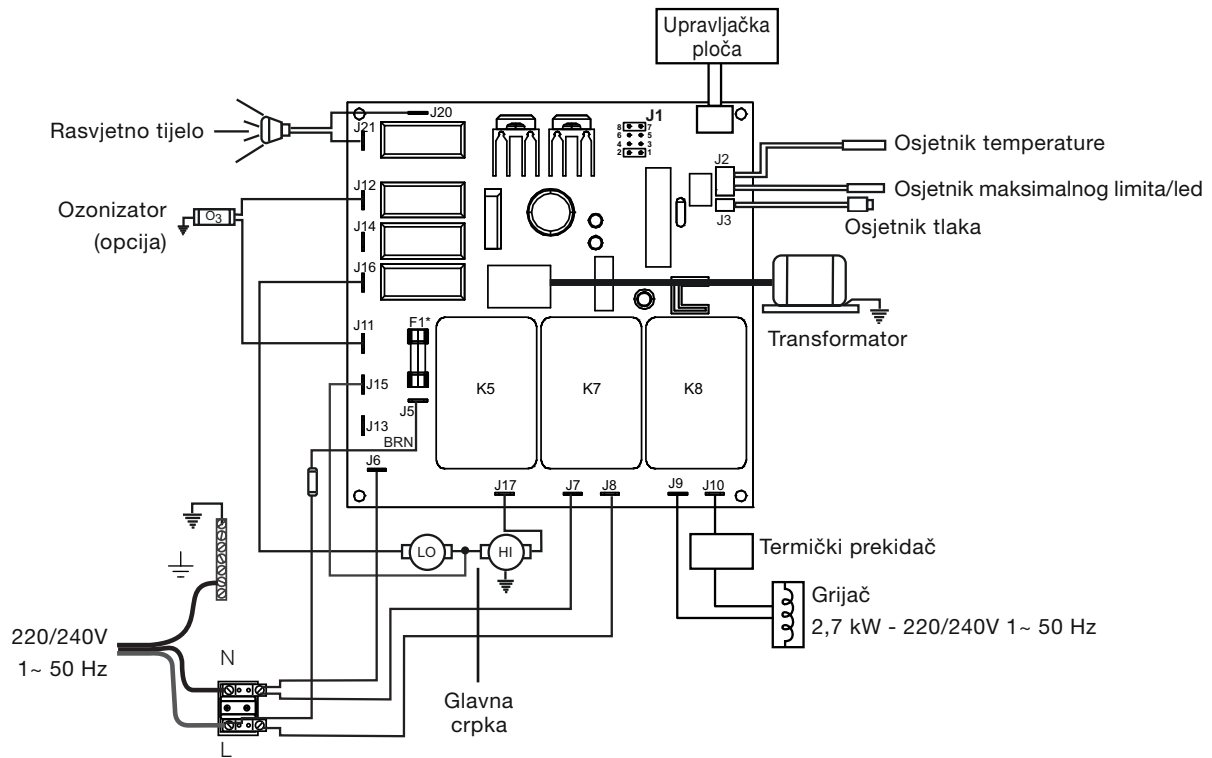 Upravljačka
ploča
Rasvjetno tijelo
J20
J21
J1
8 7
6 5
4 3
2 1
J2
Osjetnik temperature
J12
Osjetnik maksimalnog limita/led
Ozonizator
(opcija)
O3
J14
J3
Osjetnik tlaka
J16
J11
F1*
Transformator
J15
K5
K7
K8
J5
J13
BRN
J6
J17
J7
J8
J9
J10
LO
HI
Termički prekidač
Grijač
2,7 kW - 220/240V 1~ 50 Hz
220/240V
1~ 50 Hz
N
Glavna
crpka
L